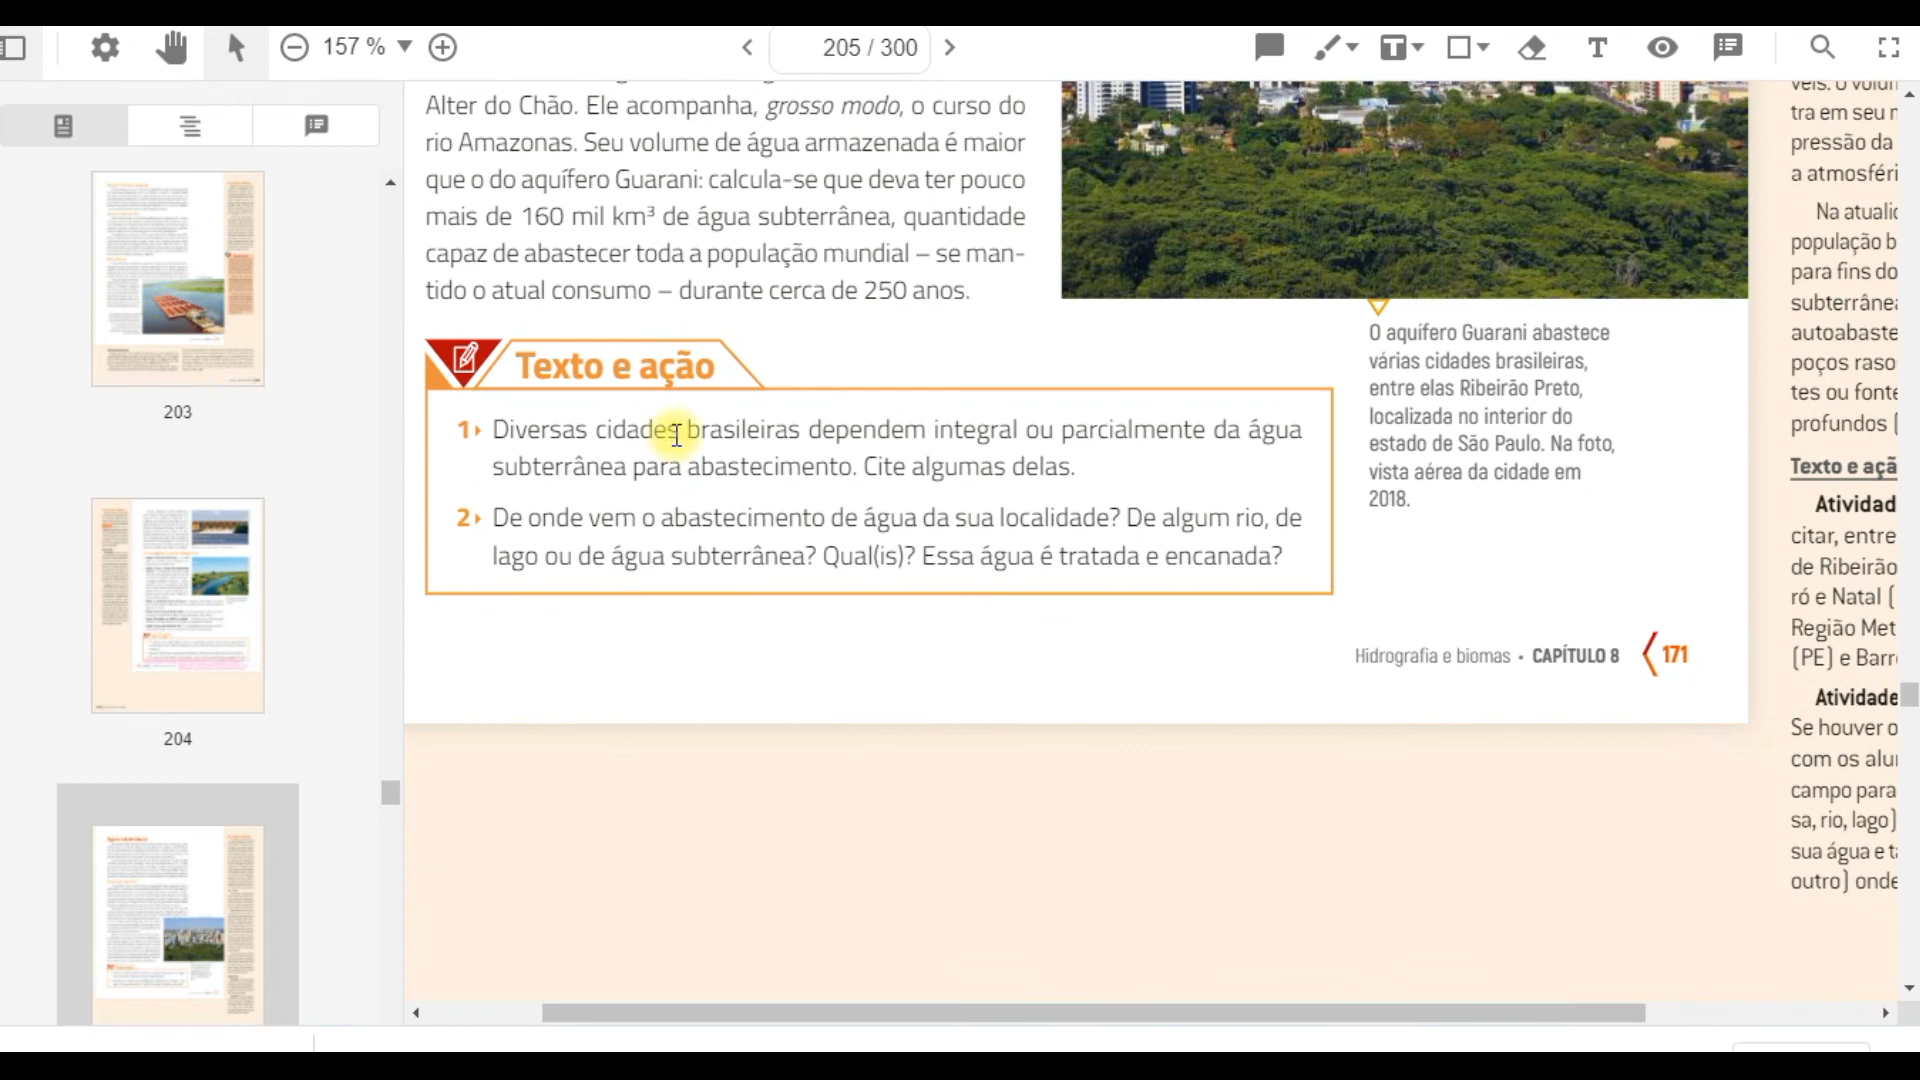 157 %
205 / 300
203
204
Alter do Chão. Ele acompanha, grosso modo, o curso do
rio Amazonas. Seu volume de água armazenada é maior
que o do aquífero Guarani: calcula-se que deva ter pouco
mais de 160 mil km³ de água subterrânea, quantidade
capaz de abastecer toda a população mundial – se man-
tido o atual consumo – durante cerca de 250 anos.
Texto e ação
1 Diversas cidades brasileiras dependem integral ou parcialmente da água
subterrânea para abastecimento. Cite algumas delas.
2 De onde vem o abastecimento de água da sua localidade? De algum rio, de
lago ou de água subterrânea? Qual(is)? Essa água é tratada e encanada?
O aquífero Guarani abastece
várias cidades brasileiras,
entre elas Ribeirão Preto,
localizada no interior do
estado de São Paulo. Na foto,
vista aérea da cidade em
2018.
Hidrografia e biomas • CAPÍTULO 8 171
tra em seu
pressão da
a atmosféri
Na atualid
população b
para fins do
subterrânea
autoabaste
poços raso
tes ou fonte
profundos (
Texto e açã
Atividad
citar, entre
de Ribeirão
ró e Natal (
Região Met
(PE) e Barr
Atividade
Se houver o
com os alu
campo para
sa, rio, lago)
sua água e
outro) onde